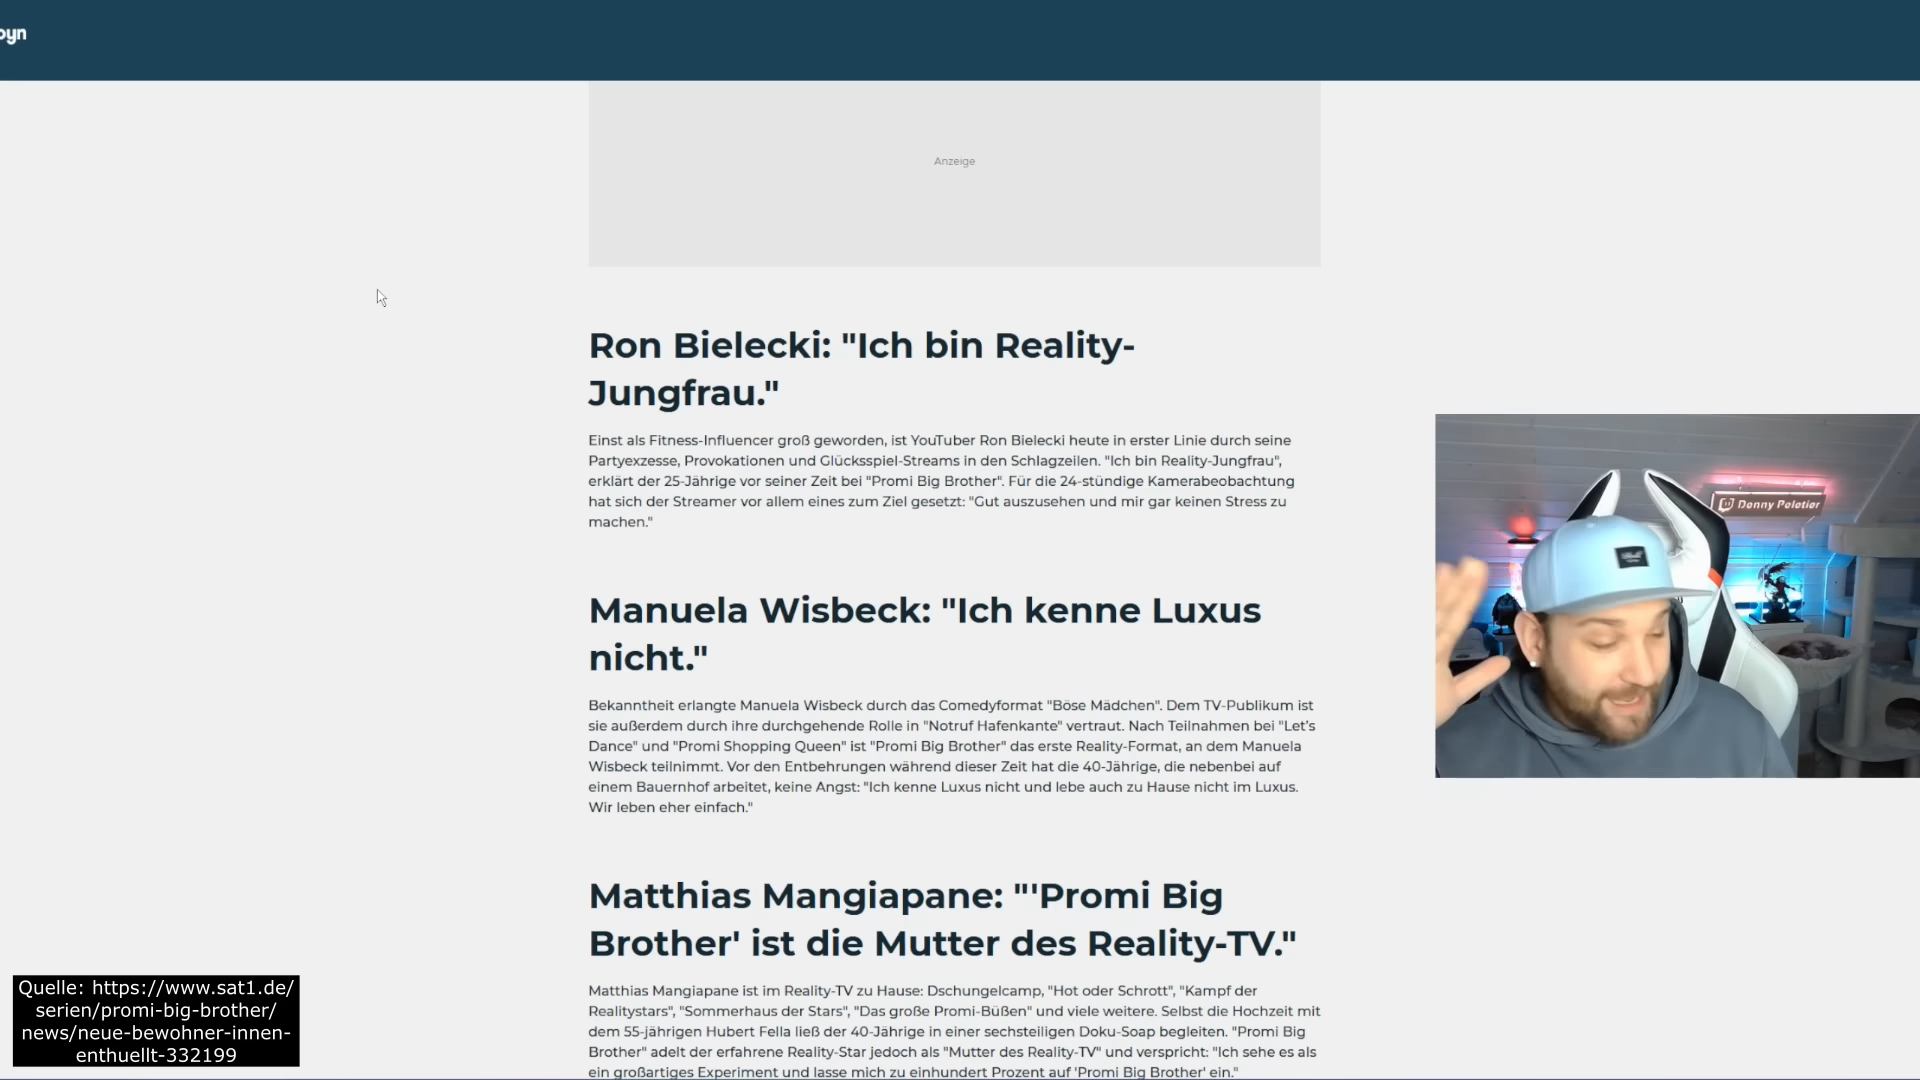 oyn
Anzeige
Ron Bielecki: "Ich bin Reality-
Jungfrau."
Einst als Fitness-Influencer groß geworden, ist YouTuber Ron Bielecki heute in erster Linie durch seine
Partyexzesse, Provokationen und Glücksspiel-Streams in den Schlagzeilen. "Ich bin Reality-Jungfrau",
erklärt der 25-Jährige vor seiner Zeit bei "Promi Big Brother". Für die 24-stündige Kamerabeobachtung
hat sich der Streamer vor allem eines zum Ziel gesetzt: "Gut auszusehen und mir gar keinen Stress zu
machen."
Manuela Wisbeck: "Ich kenne Luxus
nicht."
Bekanntheit erlangte Manuela Wisbeck durch das Comedyformat "Böse Mädchen". Dem TV-Publikum ist
sie außerdem durch ihre durchgehende Rolle in "Notruf Hafenkante" vertraut. Nach Teilnahmen bei "Let's
Dance" und "Promi Shopping Queen" ist "Promi Big Brother" das erste Reality-Format, an dem Manuela
Wisbeck teilnimmt. Vor den Entbehrungen während dieser Zeit hat die 40-Jährige, die nebenbei auf
einem Bauernhof arbeitet, keine Angst: "Ich kenne Luxus nicht und lebe auch zu Hause nicht im Luxus.
Wir leben eher einfach."
Matthias Mangiapane: "'Promi Big
Brother' ist die Mutter des Reality-TV."
Matthias Mangiapane ist im Reality-TV zu Hause: Dschungelcamp, "Hot oder Schrott", "Kampf der
Realitystars", "Sommerhaus der Stars", "Das große Promi-Büßen" und viele weitere. Selbst die Hochzeit mit
dem 55-jährigen Hubert Fella ließ der 40-Jährige in einer sechsteiligen Doku-Soap begleiten. "Promi Big
Brother" adelt der erfahrene Reality-Star jedoch als "Mutter des Reality-TV" und verspricht: "Ich sehe es als
ein großartiges Experiment und lasse mich zu einhundert Prozent auf 'Promi Big Brother' ein."
Donny Polotier
Quelle: https://www.sat1.de/
serien/promi-big-brother/
news/neue-bewohner-innen-
enthuellt-332199